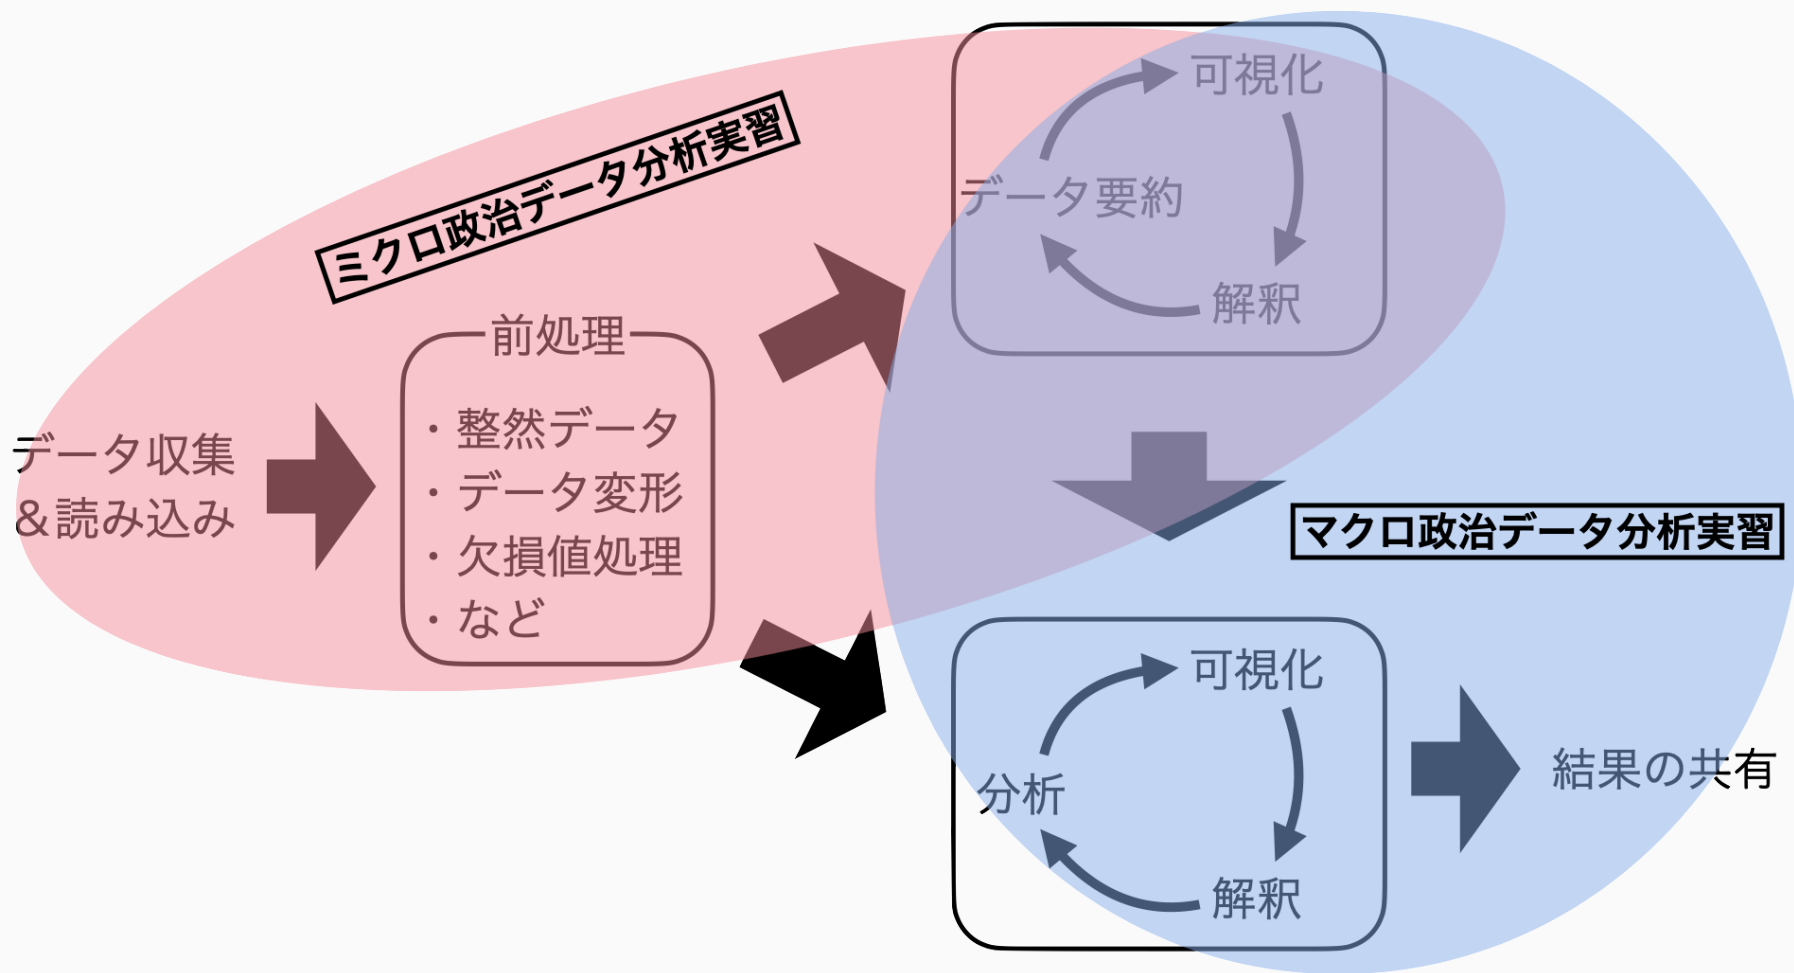 ミクロ政治データ分析実習
データ収集
&読み込み
前処理
・整然データ
・データ変形
・欠損値処理
・など
可視化
データ要約
解釈
マクロ政治データ分析実習
可視化
分析
解釈
結果の共有